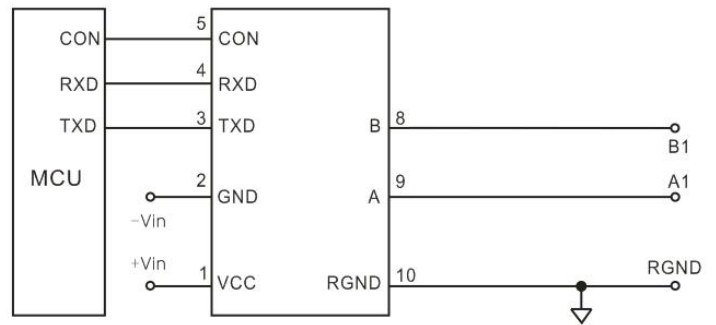 CON 5 CON
RXD 4 RXD
TXD 3 TXD B 8 B1
MCU
-Vin 2 GND A 9 A1
+Vin 1 VCC RGND 10 RGND